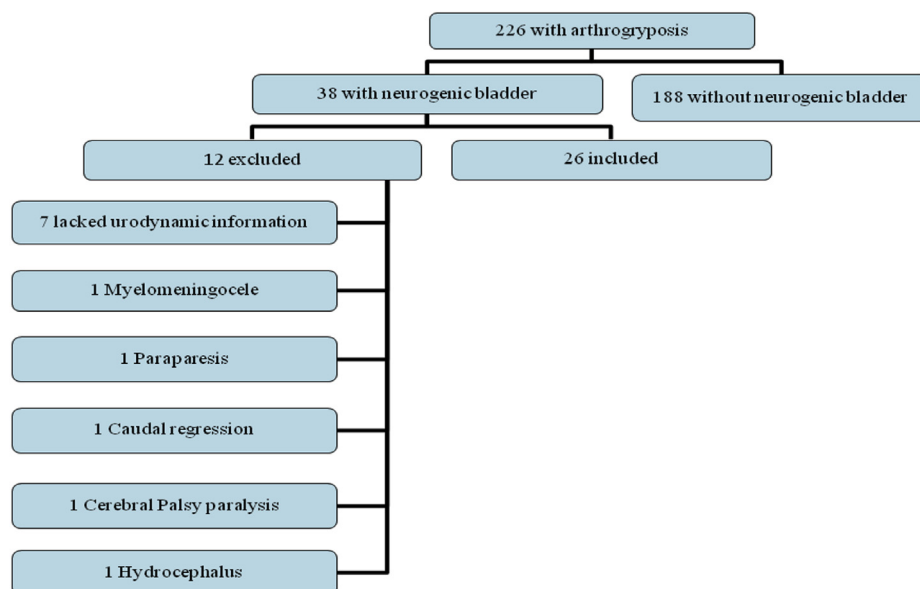 226 with arthrogryposis
38 with neurogenic bladder
188 without neurogenic bladder
12 excluded
26 included
7 lacked urodynamic information
1 Myelomeningocele
1 Paraparesis
1 Caudal regression
1 Cerebral Palsy paralysis
1 Hydrocephalus